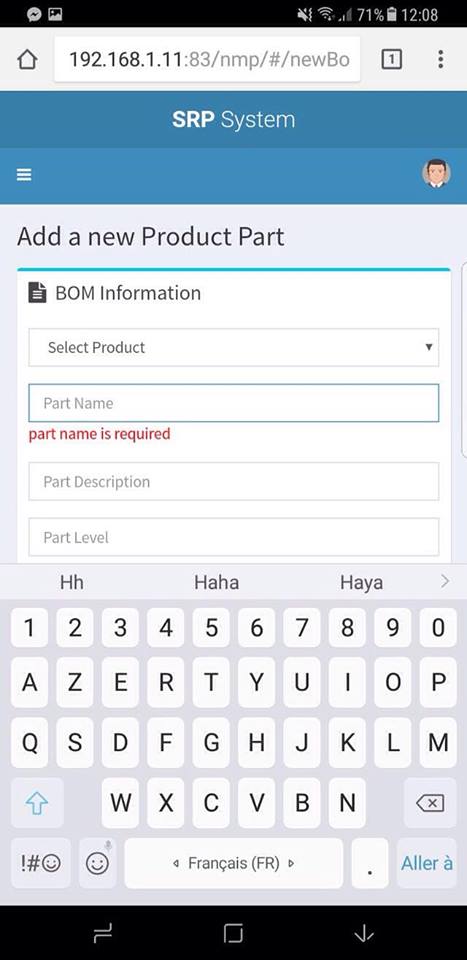 71% 12:08
192.168.1.11:83/nmp/#/newBo
1
SRP System
Add a new Product Part
BOM Information
Select Product
Part Name
part name is required
Part Description
Part Level
Hh Haha Haya
1 2 3 4 5 6 7 8 9 0
A Z E R T Y U I O P
Q S D F G H J K L M
W X C V B N
!#☺ Français (FR) . Aller à